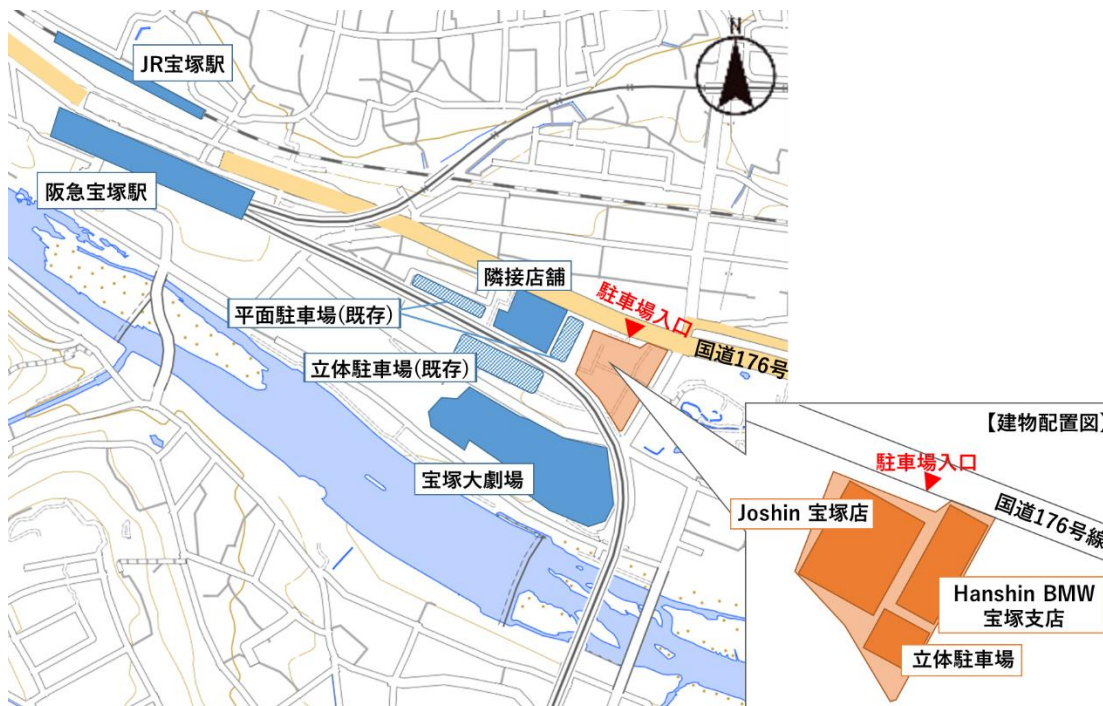 N
JR宝塚駅
阪急宝塚駅
隣接店舗
駐車場入口
平面駐車場(既存)
国道176号
立体駐車場(既存)
【建物配置図】
駐車場入口
宝塚大劇場
Joshin 宝塚店
国道176号線
Hanshin BMW
宝塚支店
立体駐車場